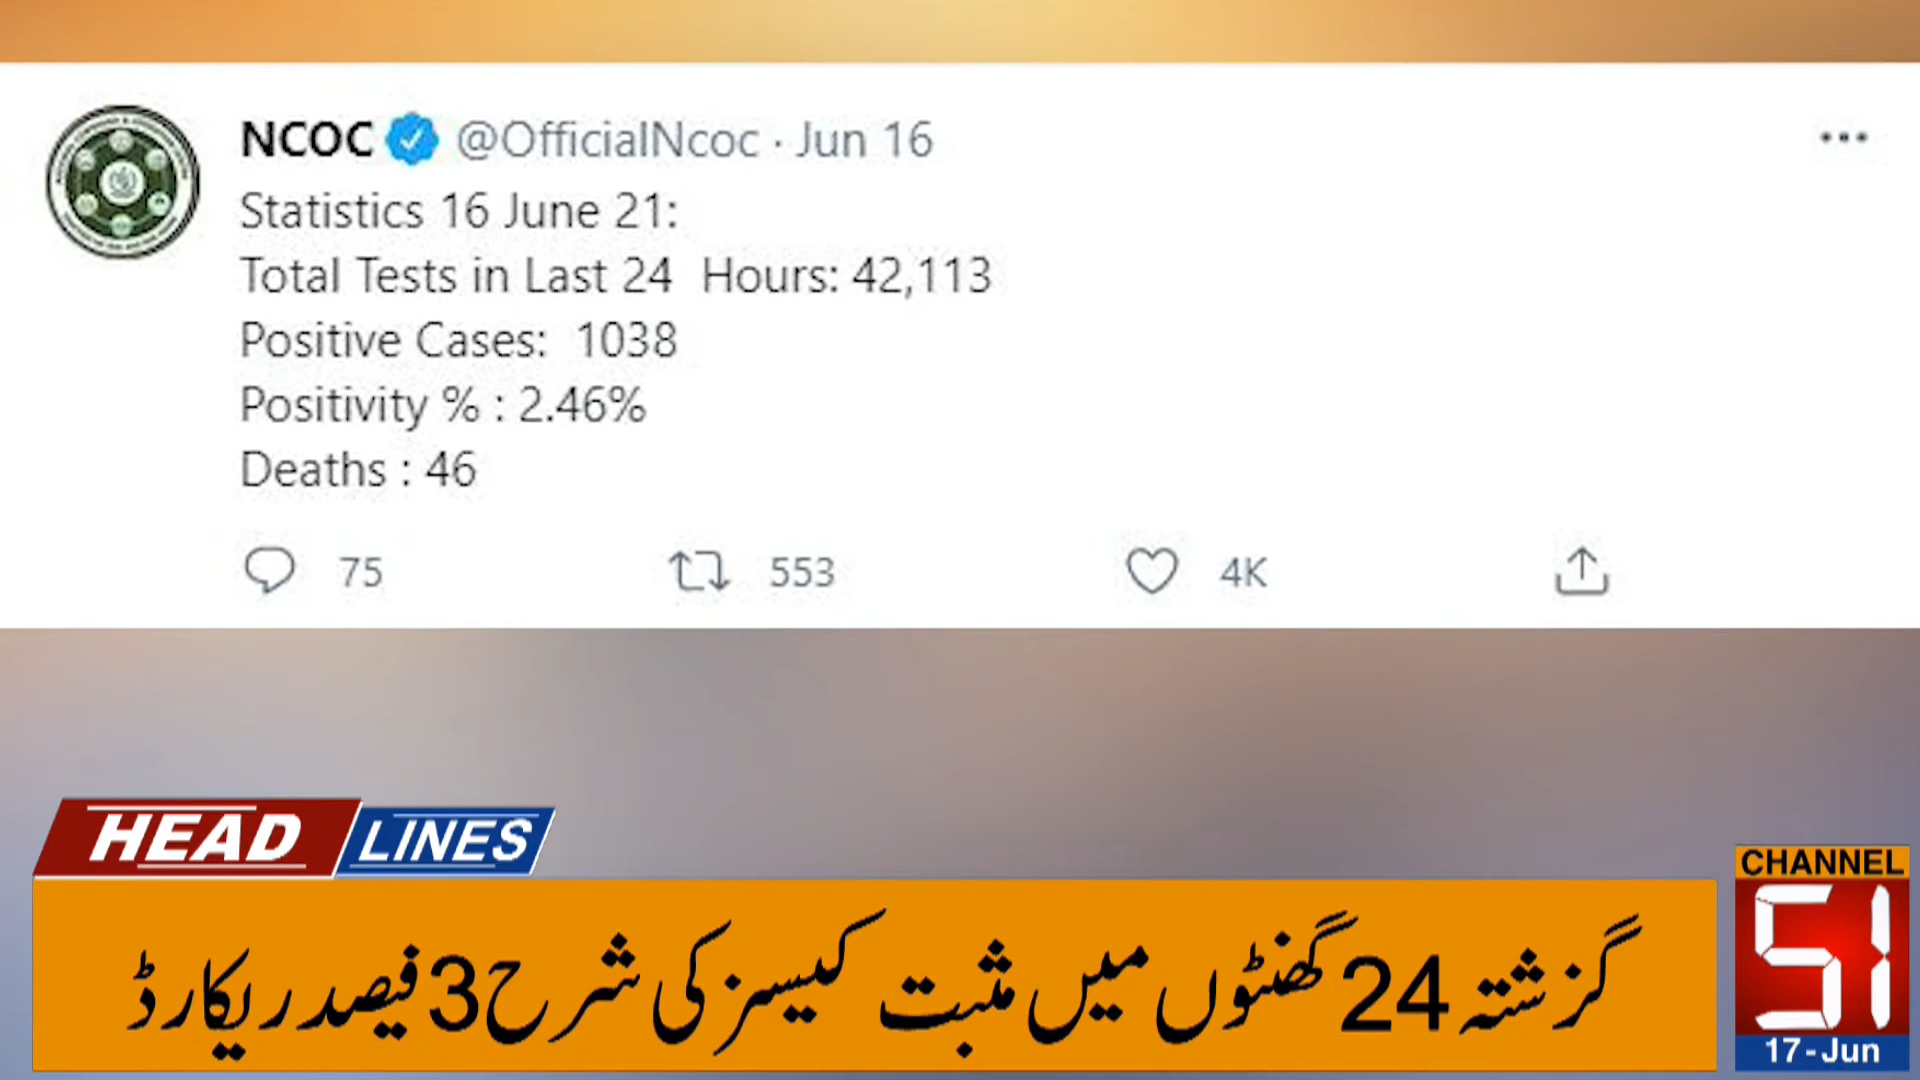 NCOC @OfficialNcoc · Jun 16
Statistics 16 June 21:
Total Tests in Last 24 Hours: 42,113
Positive Cases: 1038
Positivity % : 2.46%
Deaths : 46
75 553 4K
HEAD LINES
گزشتہ 24 گھنٹوں میں مثبت کیسز کی شرح 3 فیصد ریکارڈ
CHANNEL
51
17-Jun